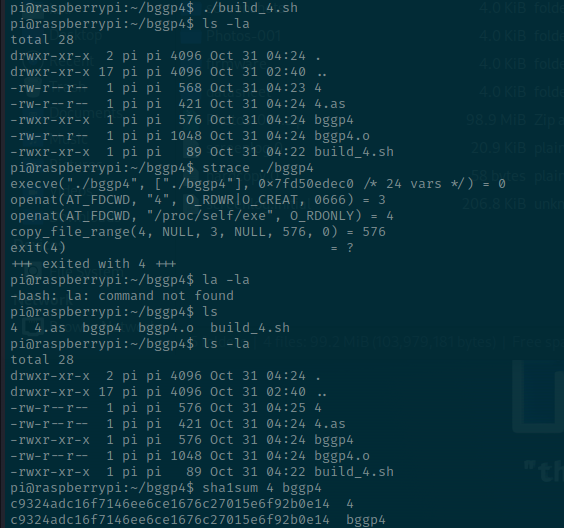 pi@raspberrypi:~/bggp4$ ./build_4.sh
pi@raspberrypi:~/bggp4$ ls -la
total 28
drwxr-xr-x  2 pi pi 4096 Oct 31 04:24 .
drwxr-xr-x 17 pi pi 4096 Oct 31 02:40 ..
-rw-r--r--  1 pi pi  568 Oct 31 04:23 4
-rw-r--r--  1 pi pi  421 Oct 31 04:24 4.as
-rwxr-xr-x  1 pi pi  576 Oct 31 04:24 bggp4
-rw-r--r--  1 pi pi 1048 Oct 31 04:24 bggp4.o
-rwxr-xr-x  1 pi pi   89 Oct 31 04:22 build_4.sh
pi@raspberrypi:~/bggp4$ strace ./bggp4
execve("./bggp4", ["./bggp4"], 0x7fd50edec0 /* 24 vars */) = 0
openat(AT_FDCWD, "4", O_RDWR|O_CREAT, 0666) = 3
openat(AT_FDCWD, "/proc/self/exe", O_RDONLY) = 4
copy_file_range(4, NULL, 3, NULL, 576, 0) = 576
exit(4)                                 = ?
+++ exited with 4 +++
pi@raspberrypi:~/bggp4$ la -la
-bash: la: command not found
pi@raspberrypi:~/bggp4$ ls
4  4.as  bggp4  bggp4.o  build_4.sh
pi@raspberrypi:~/bggp4$ ls -la
total 28
drwxr-xr-x  2 pi pi 4096 Oct 31 04:24 .
drwxr-xr-x 17 pi pi 4096 Oct 31 02:40 ..
-rw-r--r--  1 pi pi  576 Oct 31 04:25 4
-rw-r--r--  1 pi pi  421 Oct 31 04:24 4.as
-rwxr-xr-x  1 pi pi  576 Oct 31 04:24 bggp4
-rw-r--r--  1 pi pi 1048 Oct 31 04:24 bggp4.o
-rwxr-xr-x  1 pi pi   89 Oct 31 04:22 build_4.sh
pi@raspberrypi:~/bggp4$ sha1sum 4 bggp4
c9324adc16f7146ee6ce1676c27015e6f92b0e14  4
c9324adc16f7146ee6ce1676c27015e6f92b0e14  bggp4